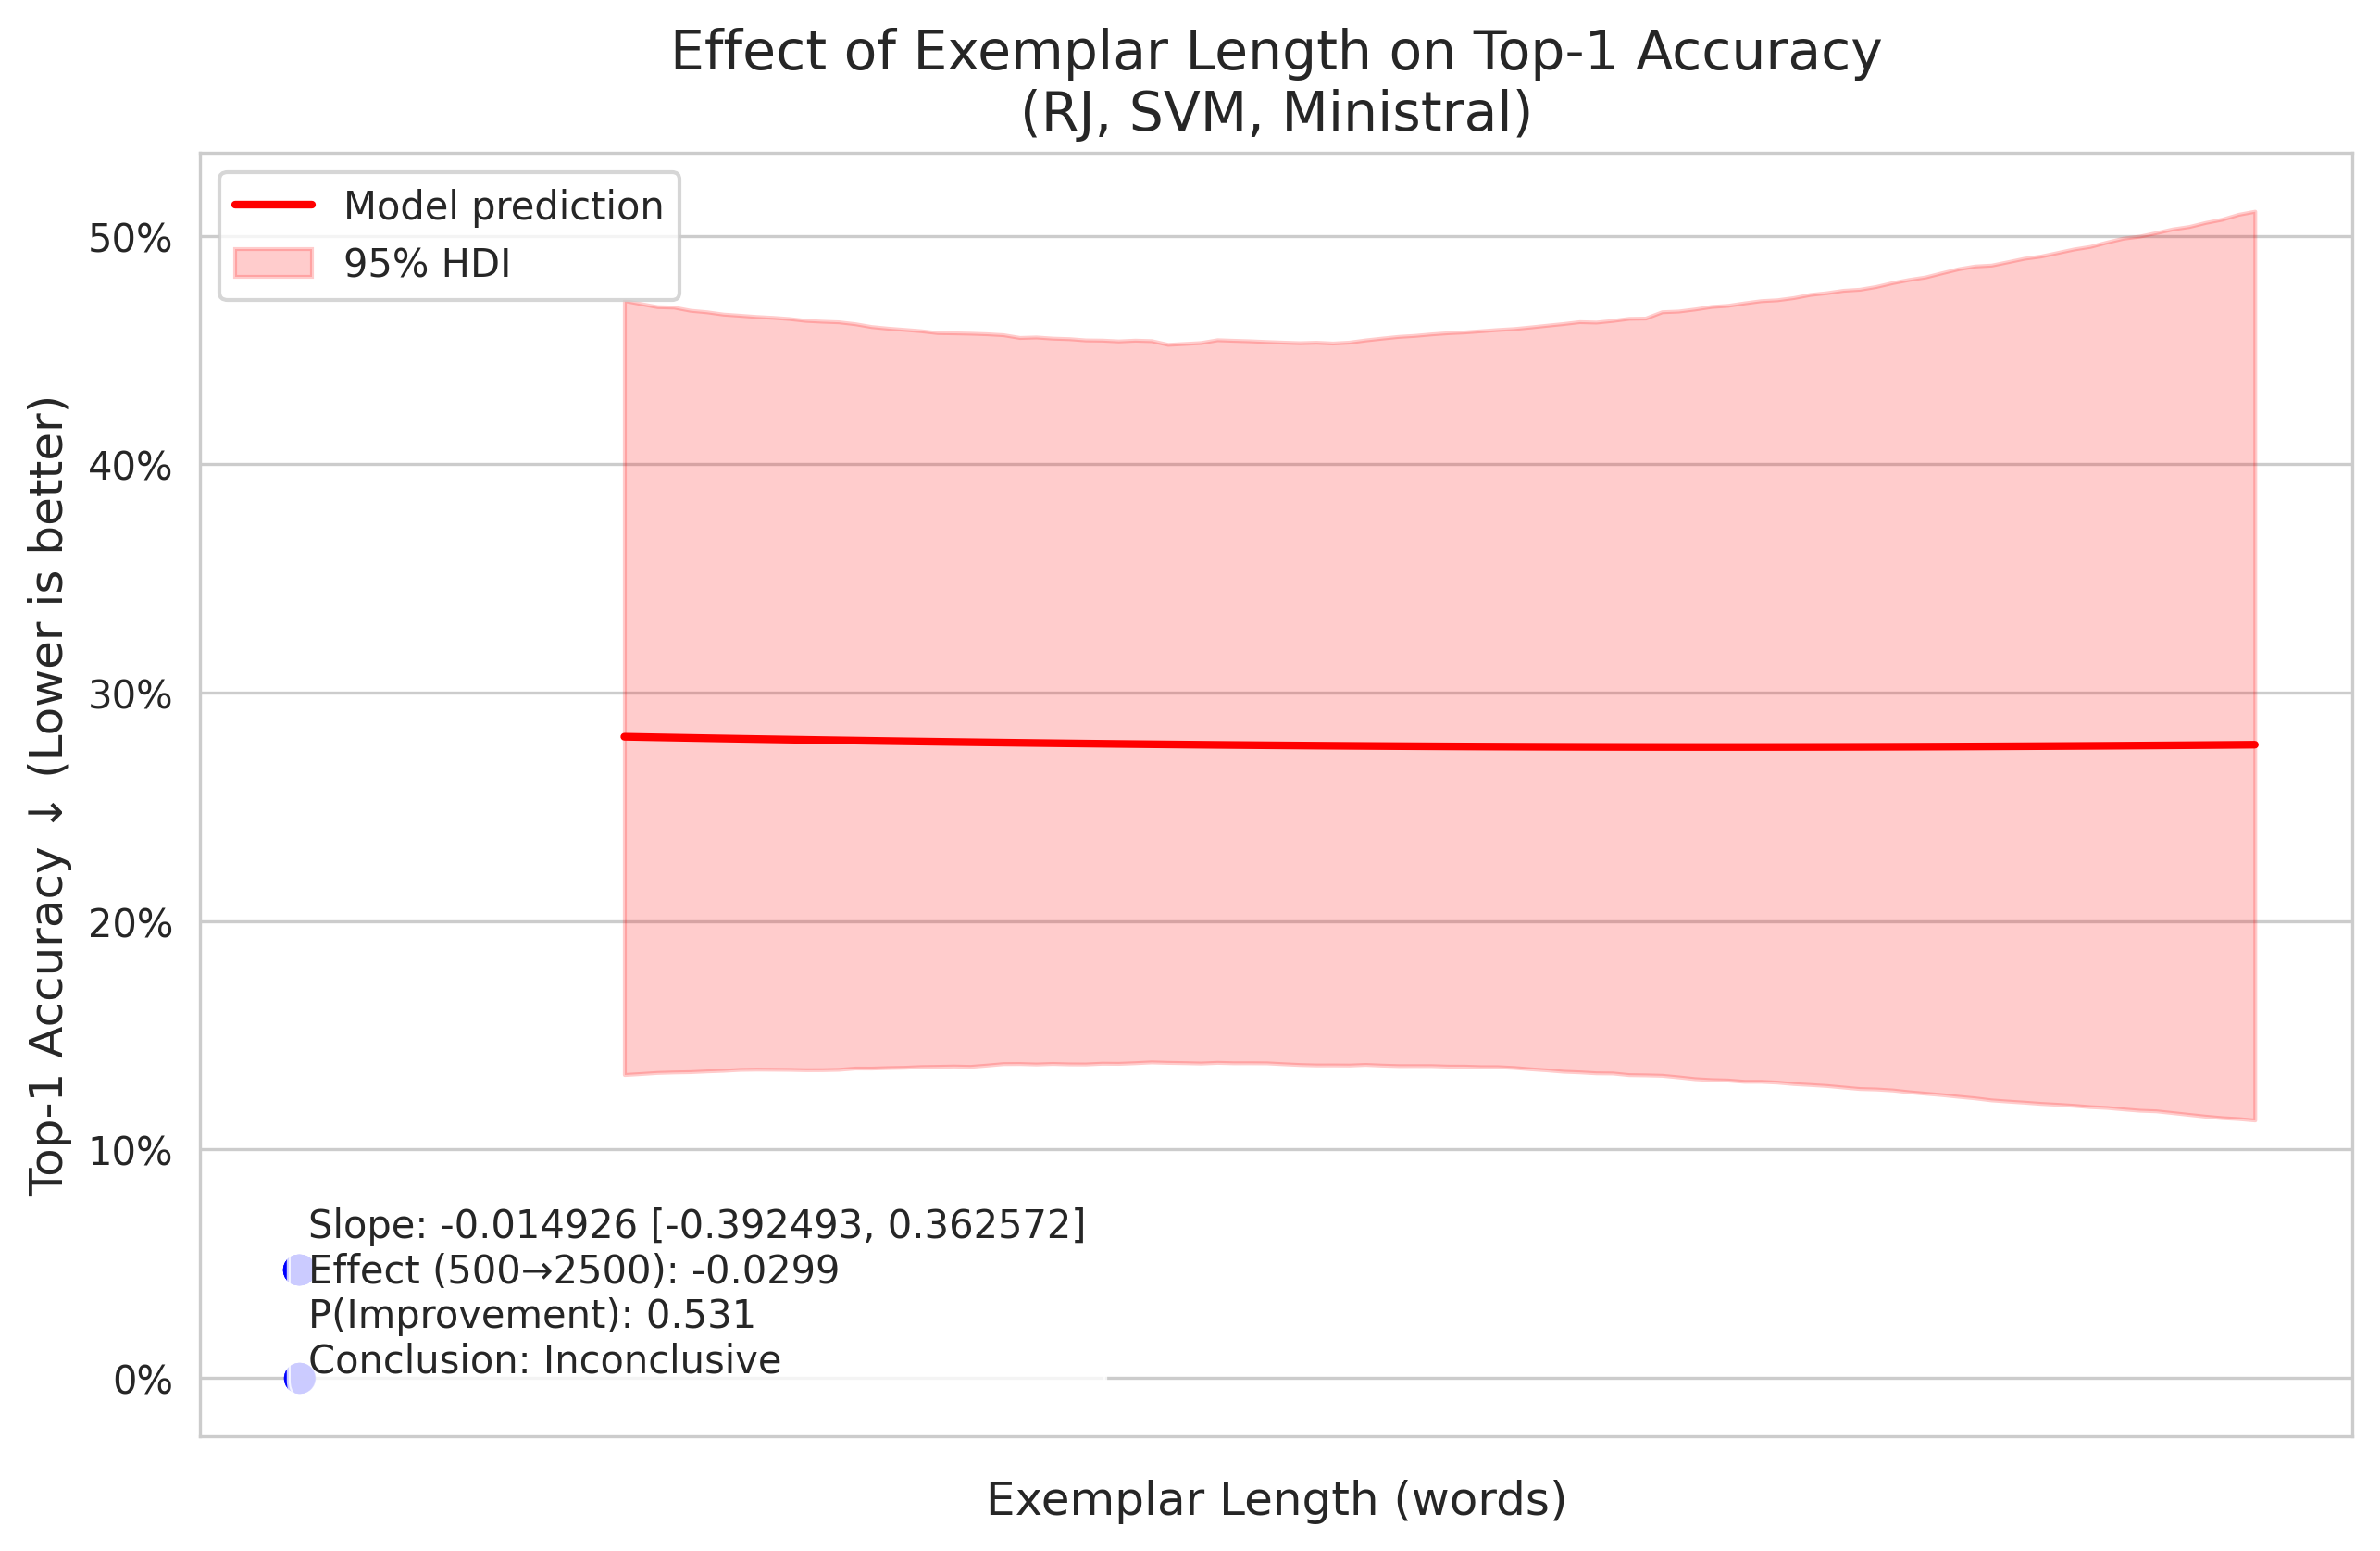 Effect of Exemplar Length on Top-1 Accuracy
(RJ, SVM, Ministral)
Model prediction
95% HDI
50%
40%
30%
20%
10%
0%
Top-1 Accuracy ↓ (Lower is better)
Slope: -0.014926 [-0.392493, 0.362572]
Effect (500→2500): -0.0299
P(Improvement): 0.531
Conclusion: Inconclusive
Exemplar Length (words)